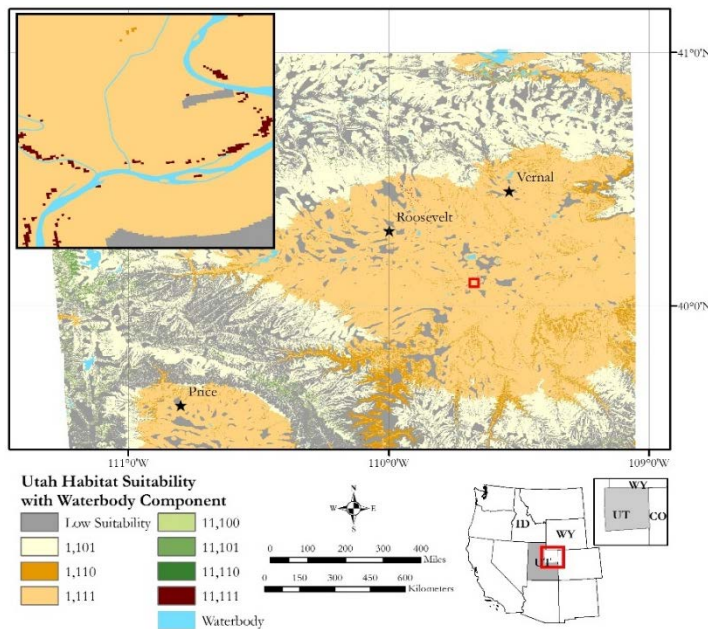 41°0'N
Vernal
Roosevelt
40°0'N
Price
111°0'W
110°0'W
109°0'W
Utah Habitat Suitability
with Waterbody Component
Low Suitability
1,101
1,110
1,111
11,100
11,101
11,110
11,111
Waterbody
N
W
E
S
0
100
200
300
400
Miles
0
150
300
450
600
Kilometers
ID
WY
UT
WY
UT
CO